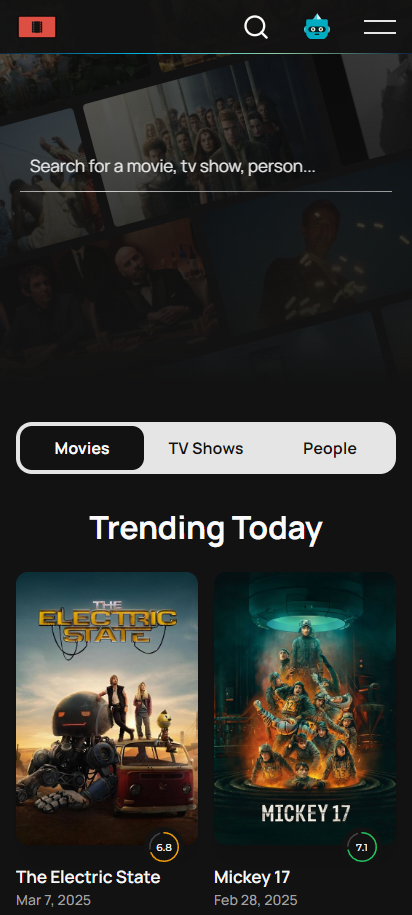 Search for a movie, tv show, person...
Movies TV Shows People
Trending Today
THE
ELECTRIC
STATE
MICKEY 17
6.8
7.1
The Electric State
Mar 7, 2025
Mickey 17
Feb 28, 2025